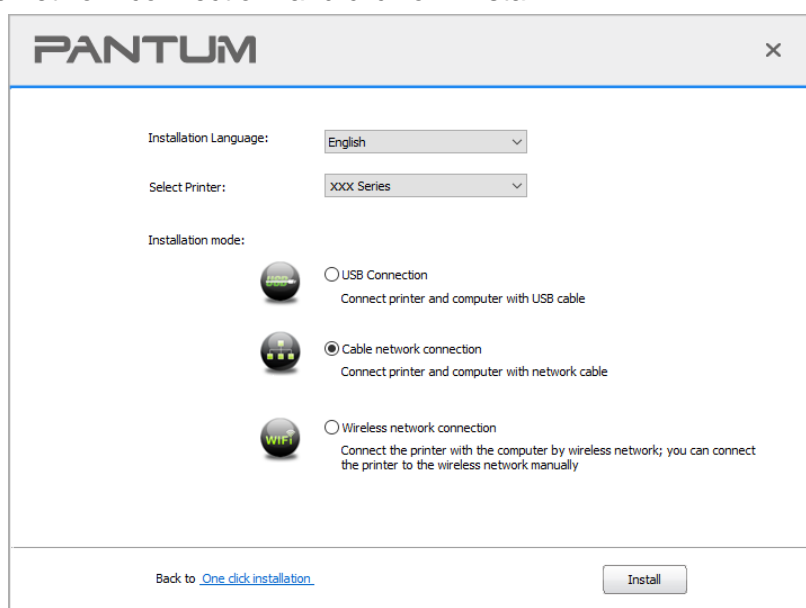 PANTUM
Installation Language:
English
Select Printer:
XXX Series
Installation mode:
USB
USB Connection
Connect printer and computer with USB cable
Cable network connection
Connect printer and computer with network cable
WiFi
Wireless network connection
Connect the printer with the computer by wireless network; you can connect
the printer to the wireless network manually
Back to One click installation
Install